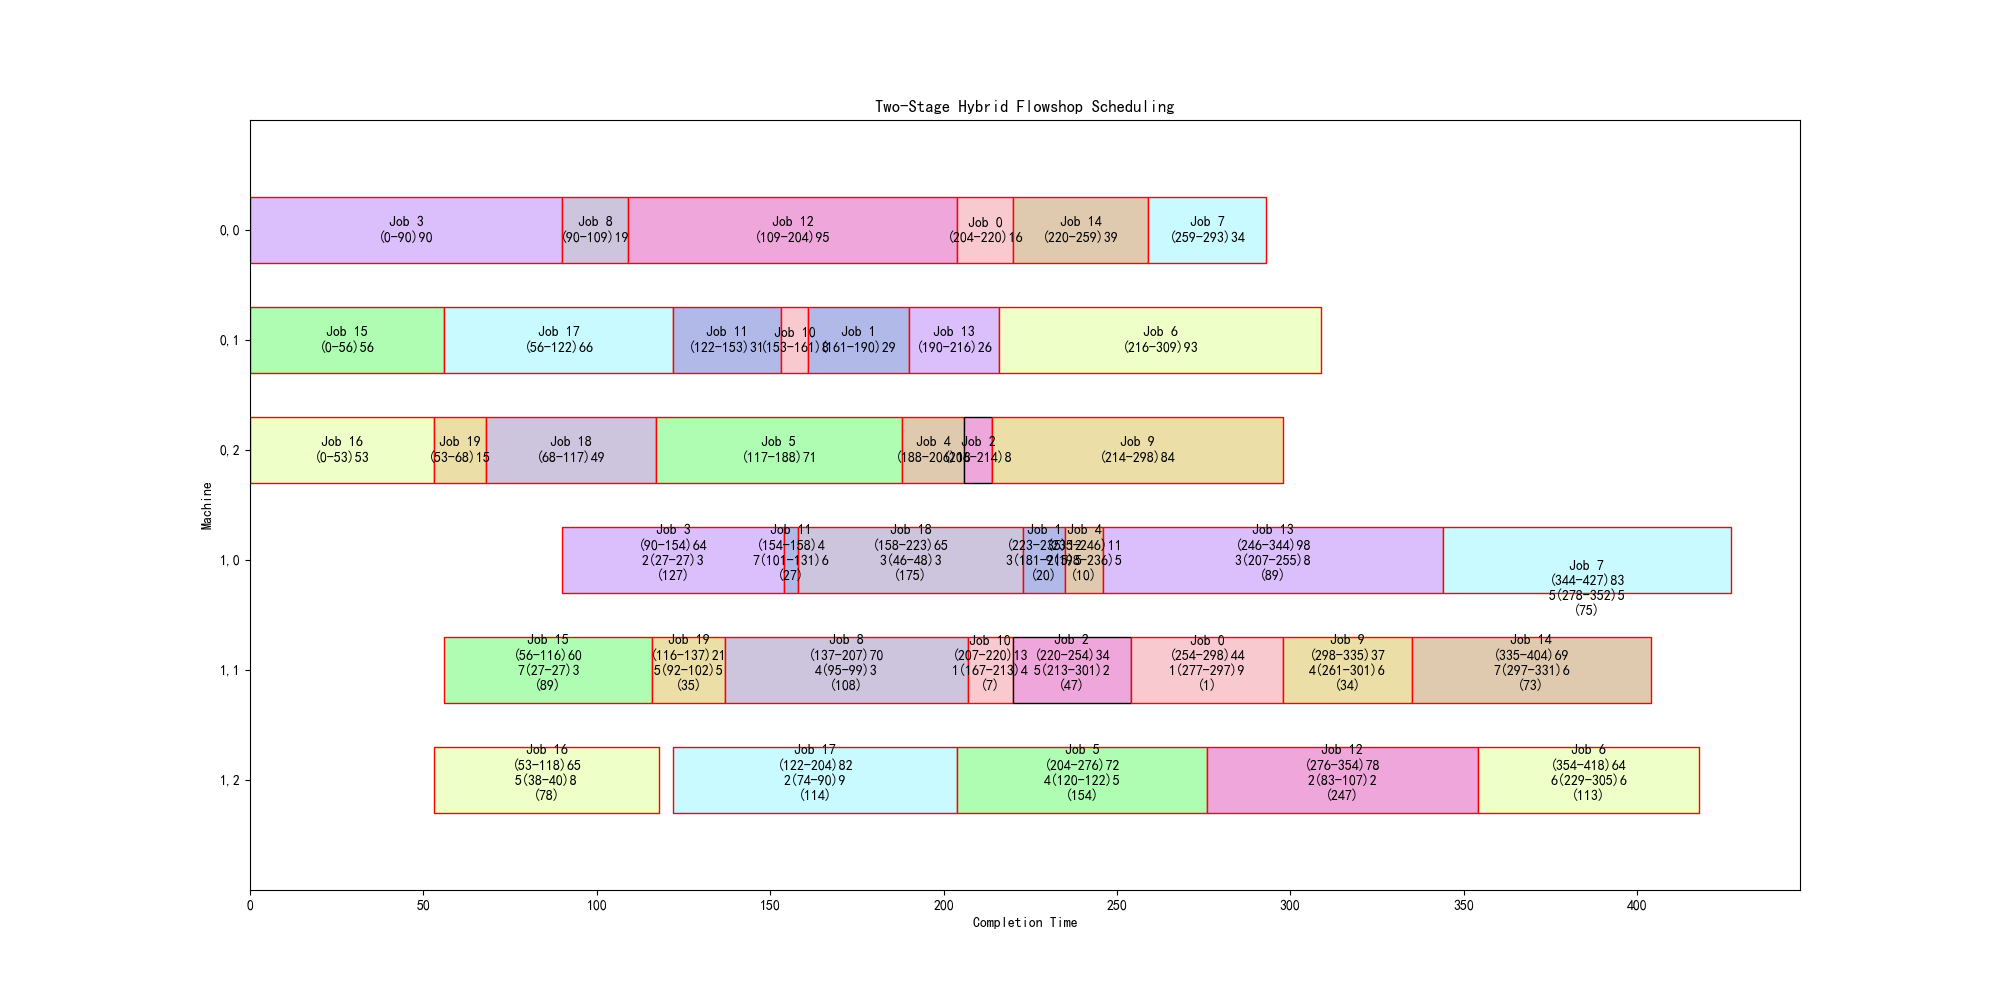 Two-Stage Hybrid Flowshop Scheduling
Machine
0,0
Job 3
(0-90)90
Job 8
(90-109)19
Job 12
(109-204)95
Job 0
(204-220)16
Job 14
(220-259)39
Job 7
(259-293)34
0,1
Job 15
(0-56)56
Job 17
(56-122)66
Job 11
(122-153)31
Job 10
(153-161)8
Job 1
(161-190)29
Job 13
(190-216)26
Job 6
(216-309)93
0,2
Job 16
(0-53)53
Job 19
(53-68)15
Job 18
(68-117)49
Job 5
(117-188)71
Job 4
(188-206)18
Job 2
(206-214)8
Job 9
(214-298)84
1,0
Job 3
(90-154)64
2(27-27)3
(127)
Job 11
(154-158)4
7(101-131)6
(27)
Job 18
(158-223)65
3(46-48)3
(175)
Job 1
(223-235)12
(20)
Job 4
(235-246)11
(10)
Job 13
(246-344)98
3(207-255)8
(89)
Job 7
(344-427)83
5(278-352)5
(75)
1,1
Job 15
(56-116)60
7(27-27)3
(89)
Job 19
(116-137)21
5(92-102)5
(35)
Job 8
(137-207)70
4(95-99)3
(108)
Job 10
(207-220)13
1(167-213)4
(7)
Job 2
(220-254)34
5(213-301)2
(47)
Job 0
(254-298)44
1(277-297)9
(1)
Job 9
(298-335)37
4(261-301)6
(34)
Job 14
(335-404)69
7(297-331)6
(73)
1,2
Job 16
(53-118)65
5(38-40)8
(78)
Job 17
(122-204)82
2(74-90)9
(114)
Job 5
(204-276)72
4(120-122)5
(154)
Job 12
(276-354)78
2(83-107)2
(247)
Job 6
(354-418)64
6(229-305)6
(113)
0 50 100 150 200 250 300 350 400
Completion Time